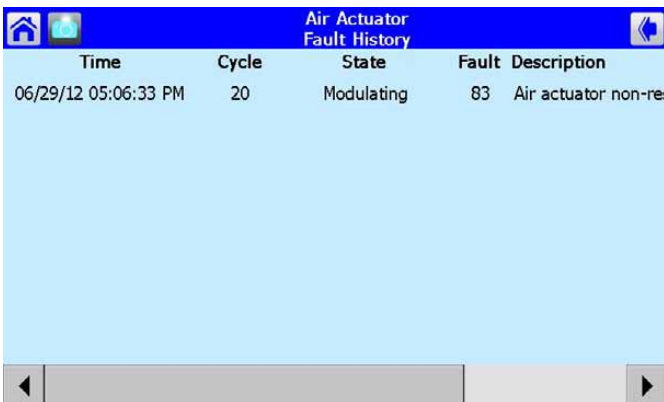 Air Actuator
Fault History
Time Cycle State Fault Description
06/29/12 05:06:33 PM 20 Modulating 83 Air actuator non-re